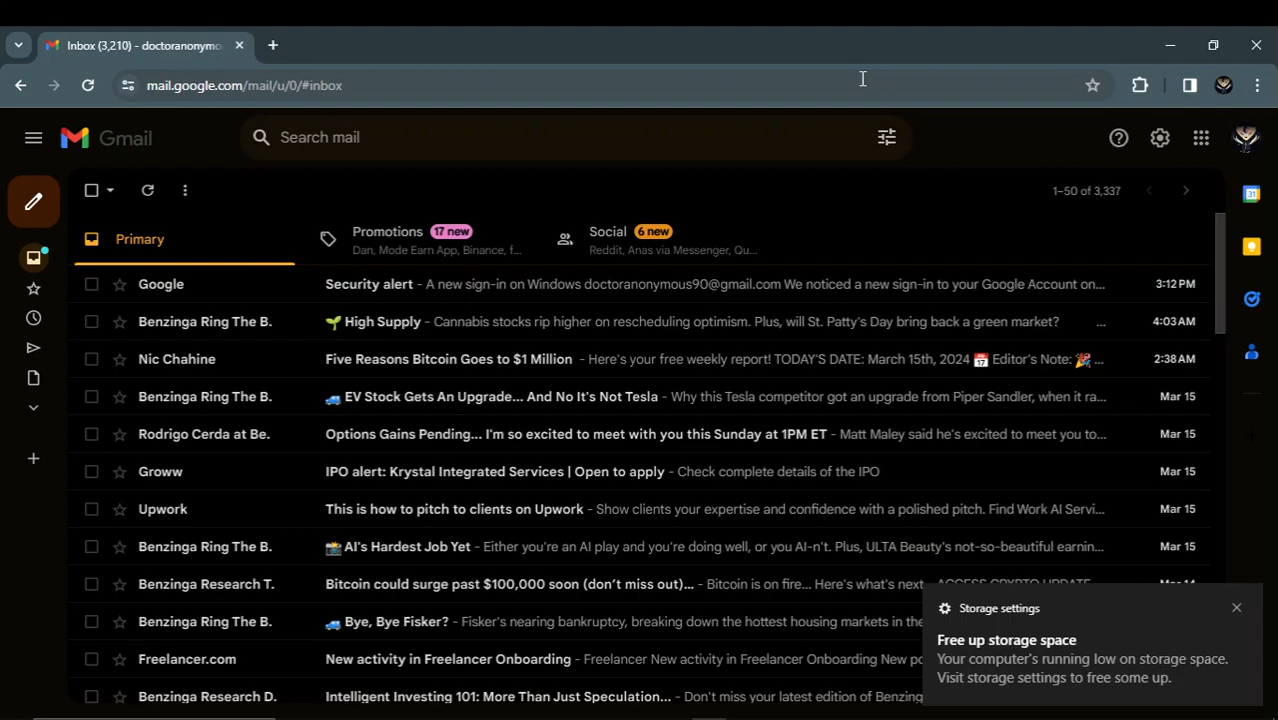 Inbox (3,210) - doctoranonymo
mail.google.com/mail/u/0/#inbox
Gmail
Search mail
1–50 of 3,337
Primary
Promotions 17 new
Dan, Mode Earn App, Binance, f...
Social 6 new
Reddit, Anas via Messenger, Qu...
Google Security alert - A new sign-in on Windows doctoranonymous90@gmail.com We noticed a new sign-in to your Google Account on... 3:12 PM
Benzinga Ring The B. 🌱 High Supply - Cannabis stocks rip higher on rescheduling optimism. Plus, will St. Patty's Day bring back a green market? ... 4:03 AM
Nic Chahine Five Reasons Bitcoin Goes to $1 Million - Here's your free weekly report! TODAY'S DATE: March 15th, 2024 📅 Editor's Note: 🎉 ... 2:38 AM
Benzinga Ring The B. 🚙 EV Stock Gets An Upgrade... And No It's Not Tesla - Why this Tesla competitor got an upgrade from Piper Sandler, when it ra... Mar 15
Rodrigo Cerda at Be. Options Gains Pending... I'm so excited to meet with you this Sunday at 1PM ET - Matt Maley said he's excited to meet you to... Mar 15
Groww IPO alert: Krystal Integrated Services | Open to apply - Check complete details of the IPO Mar 15
Upwork This is how to pitch to clients on Upwork - Show clients your expertise and confidence with a polished pitch. Find Work AI Servi... Mar 15
Benzinga Ring The B. 📸 AI's Hardest Job Yet - Either you're an AI play and you're doing well, or you AI-n't. Plus, ULTA Beauty's not-so-beautiful earnin... Mar 15
Benzinga Research T. Bitcoin could surge past $100,000 soon (don't miss out)... - Bitcoin is on fire... Here's what's next ACCESS CRYPTO UPDATE Mar 14
Benzinga Ring The B. 🚙 Bye, Bye Fisker? - Fisker's nearing bankruptcy, breaking down the hottest housing markets in the
Freelancer.com New activity in Freelancer Onboarding - Freelancer New activity in Freelancer Onboarding New po
Benzinga Research D. Intelligent Investing 101: More Than Just Speculation... - Don't miss your latest edition of Benzing
Storage settings
Free up storage space
Your computer's running low on storage space.
Visit storage settings to free some up.